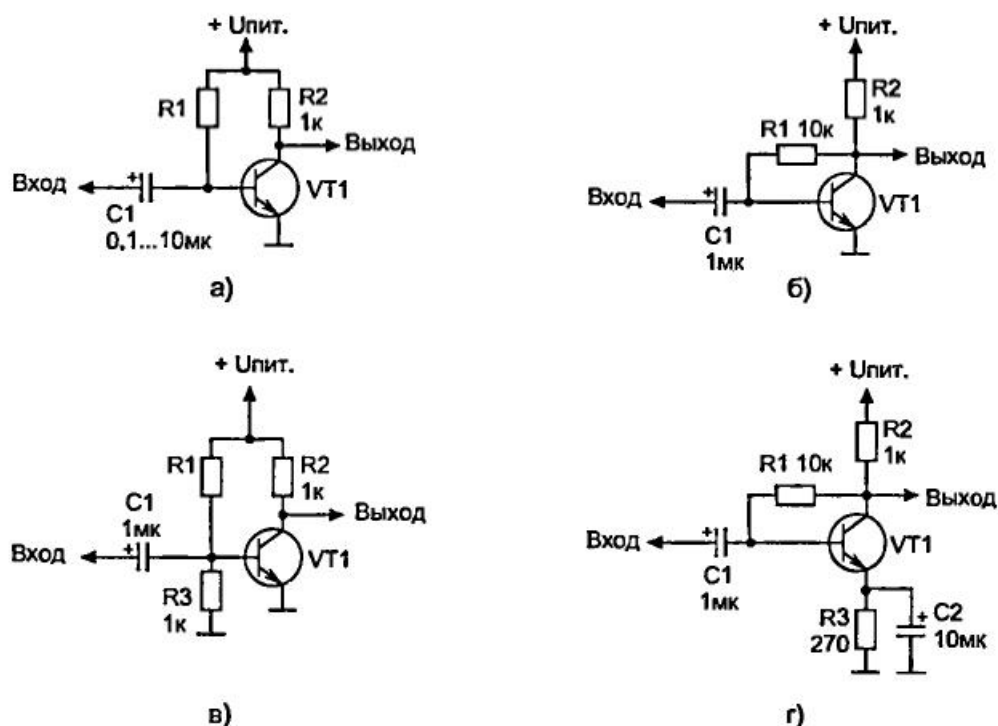 + Uпит.
R1
R2
1к
Выход
Вход
+
C1
0,1...10мк
VT1
а)
+ Uпит.
R2
1к
R1 10к
Выход
Вход
+
C1
1мк
VT1
б)
+ Uпит.
R1
R2
1к
C1
1мк
Выход
Вход
+
VT1
R3
1к
в)
+ Uпит.
R2
1к
R1 10к
Выход
Вход
+
VT1
C1
1мк
R3
270
+
C2
10мк
г)